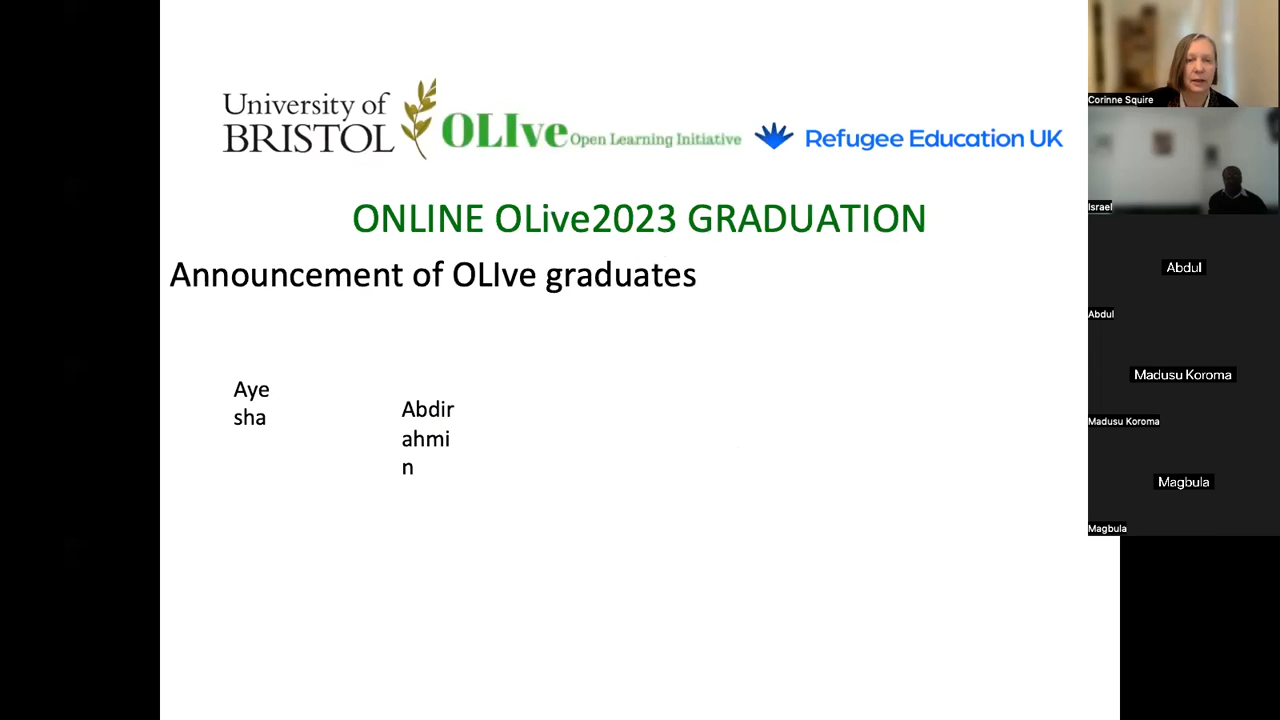 University of
BRISTOL
OLIve Open Learning Initiative
Refugee Education UK
ONLINE OLive2023 GRADUATION
Announcement of OLIve graduates
Aye
sha
Abdir
ahmi
n
Corinne Squire
Israel
Abdul
Abdul
Madusu Koroma
Madusu Koroma
Magbula
Magbula